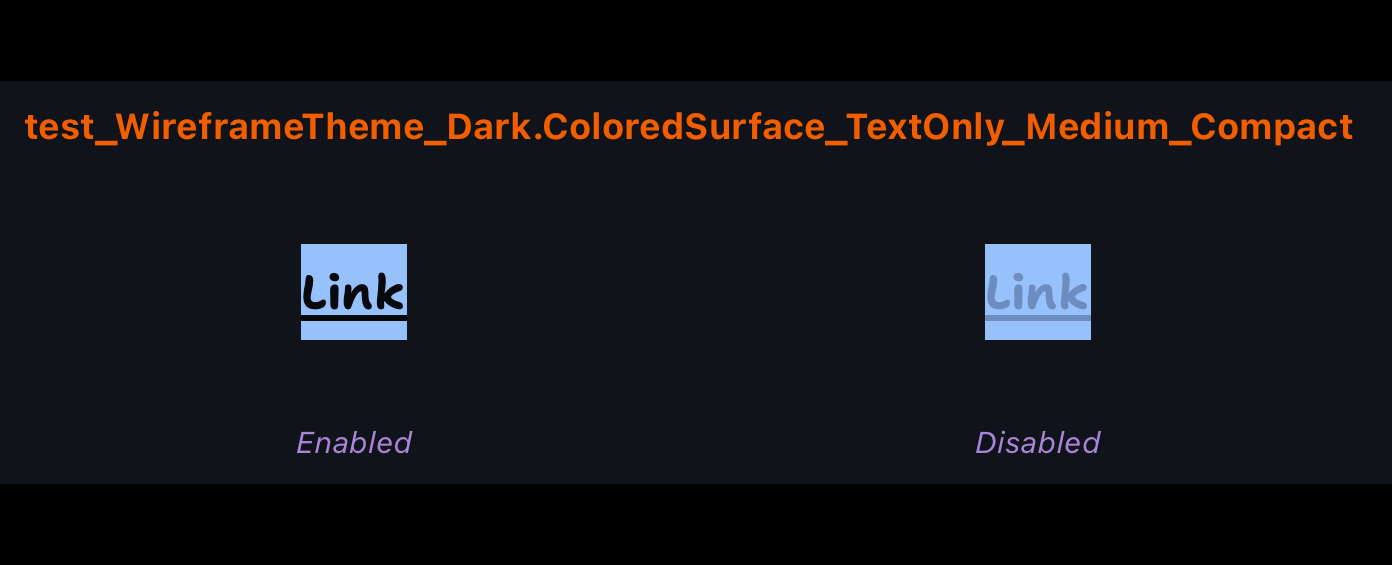 test_WireframeTheme_Dark.ColoredSurface_TextOnly_Medium_Compact
Link Link
Enabled Disabled